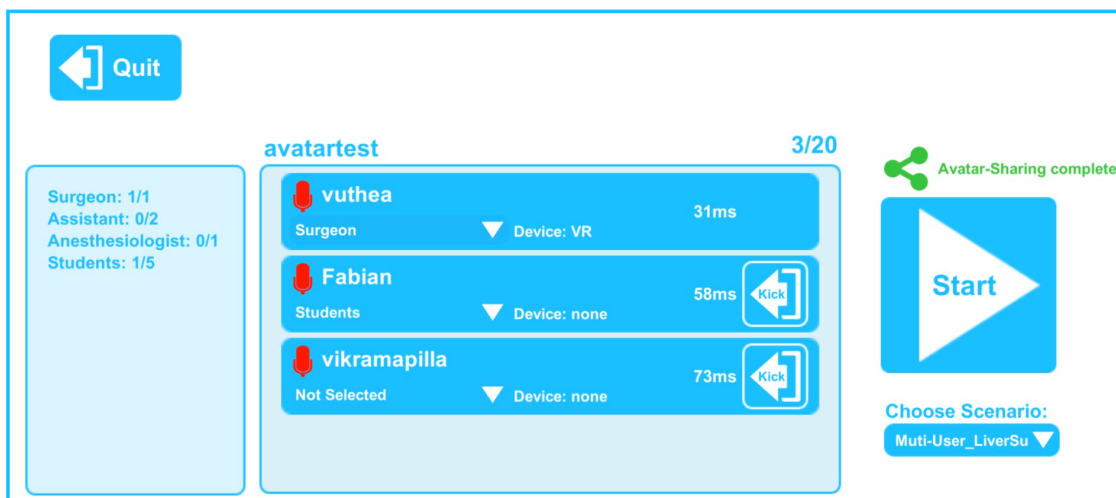 Quit
avatartest
3/20
Surgeon: 1/1
Assistant: 0/2
Anesthesiologist: 0/1
Students: 1/5
vuthea
31ms
Surgeon
Device: VR
Fabian
58ms
Kick
Students
Device: none
vikramapilla
73ms
Kick
Not Selected
Device: none
Avatar-Sharing complete
Start
Choose Scenario:
Muti-User_LiverSu